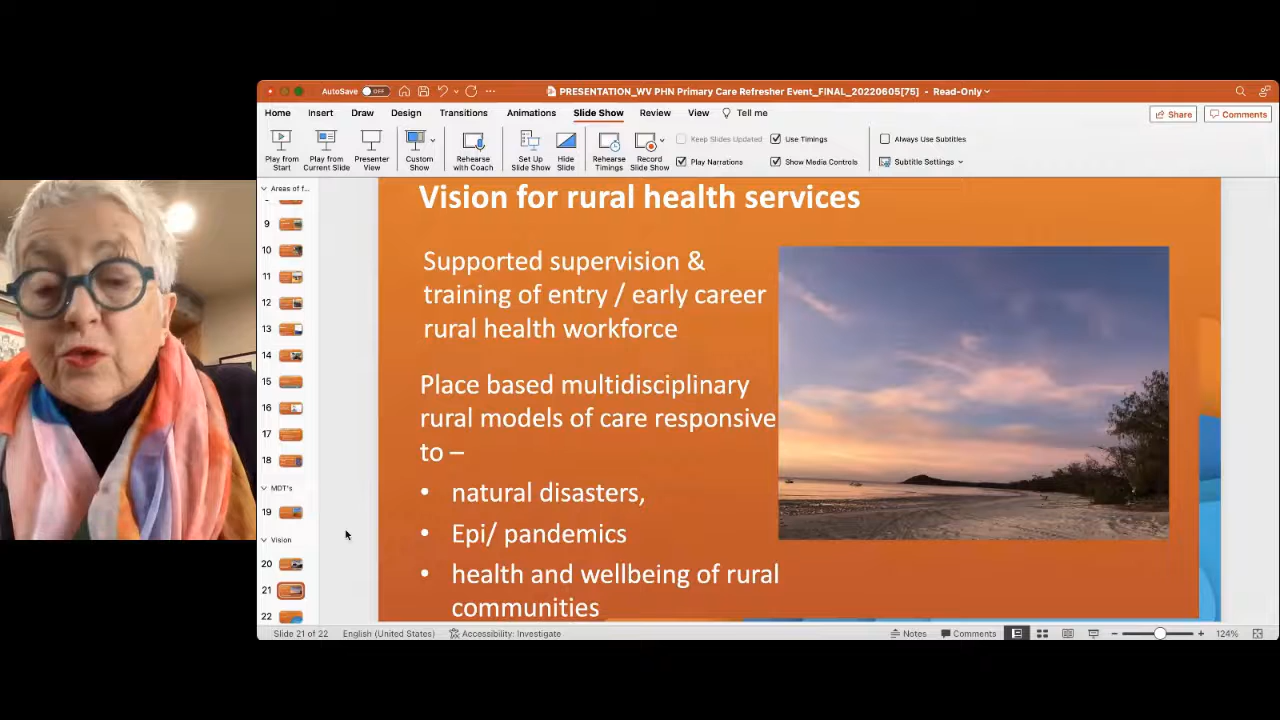 AutoSave OFF
PRESENTATION_WV PHN Primary Care Refresher Event_FINAL_20220605[75] - Read-Only
Home Insert Draw Design Transitions Animations Slide Show Review View Tell me
Share Comments
Play from Start
Play from Current Slide
Presenter View
Custom Show
Rehearse with Coach
Set Up Slide Show
Hide Slide
Rehearse Timings
Record Slide Show
Keep Slides Updated
Play Narrations
Use Timings
Show Media Controls
Always Use Subtitles
Subtitle Settings
Areas of f...
9
10
11
12
13
14
15
16
17
18
MDT's
19
Vision
20
21
22
Vision for rural health services
Supported supervision &
training of entry / early career
rural health workforce
Place based multidisciplinary
rural models of care responsive
to –
• natural disasters,
• Epi/ pandemics
• health and wellbeing of rural
communities
Slide 21 of 22 English (United States) Accessibility: Investigate
Notes Comments 124%